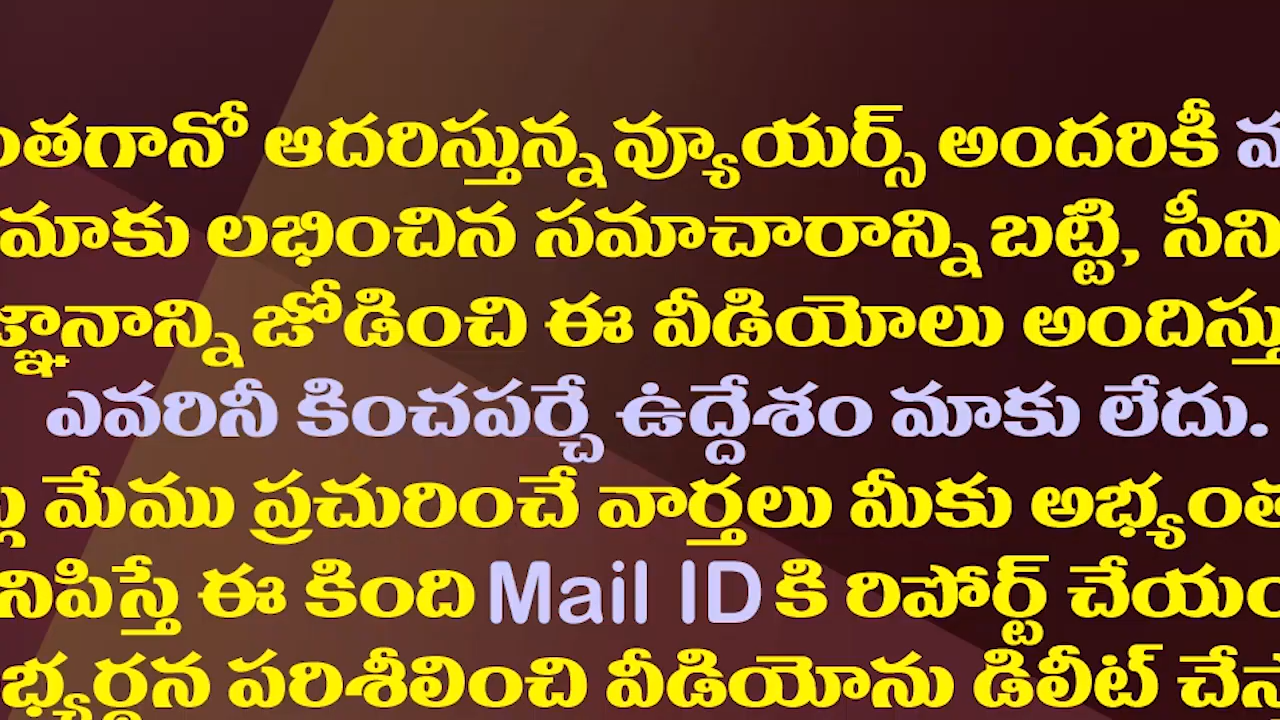 ంతగానో ఆదరిస్తున్న వ్యూయర్స్ అందరికీ
మాకు లభించిన సమాచారాన్ని బట్టి, సీని
జ్ఞానాన్ని జోడించి ఈ వీడియోలు అందిస్తు
ఎవరినీ కించపర్చే ఉద్దేశం మాకు లేదు.
మేము ప్రచురించే వార్తలు మీకు అభ్యంత
నిపిస్తే ఈ కింది Mail ID కి రిపోర్ట్ చేయం
భ్యర్థన పరిశీలించి వీడియోను డిలీట్ చేస